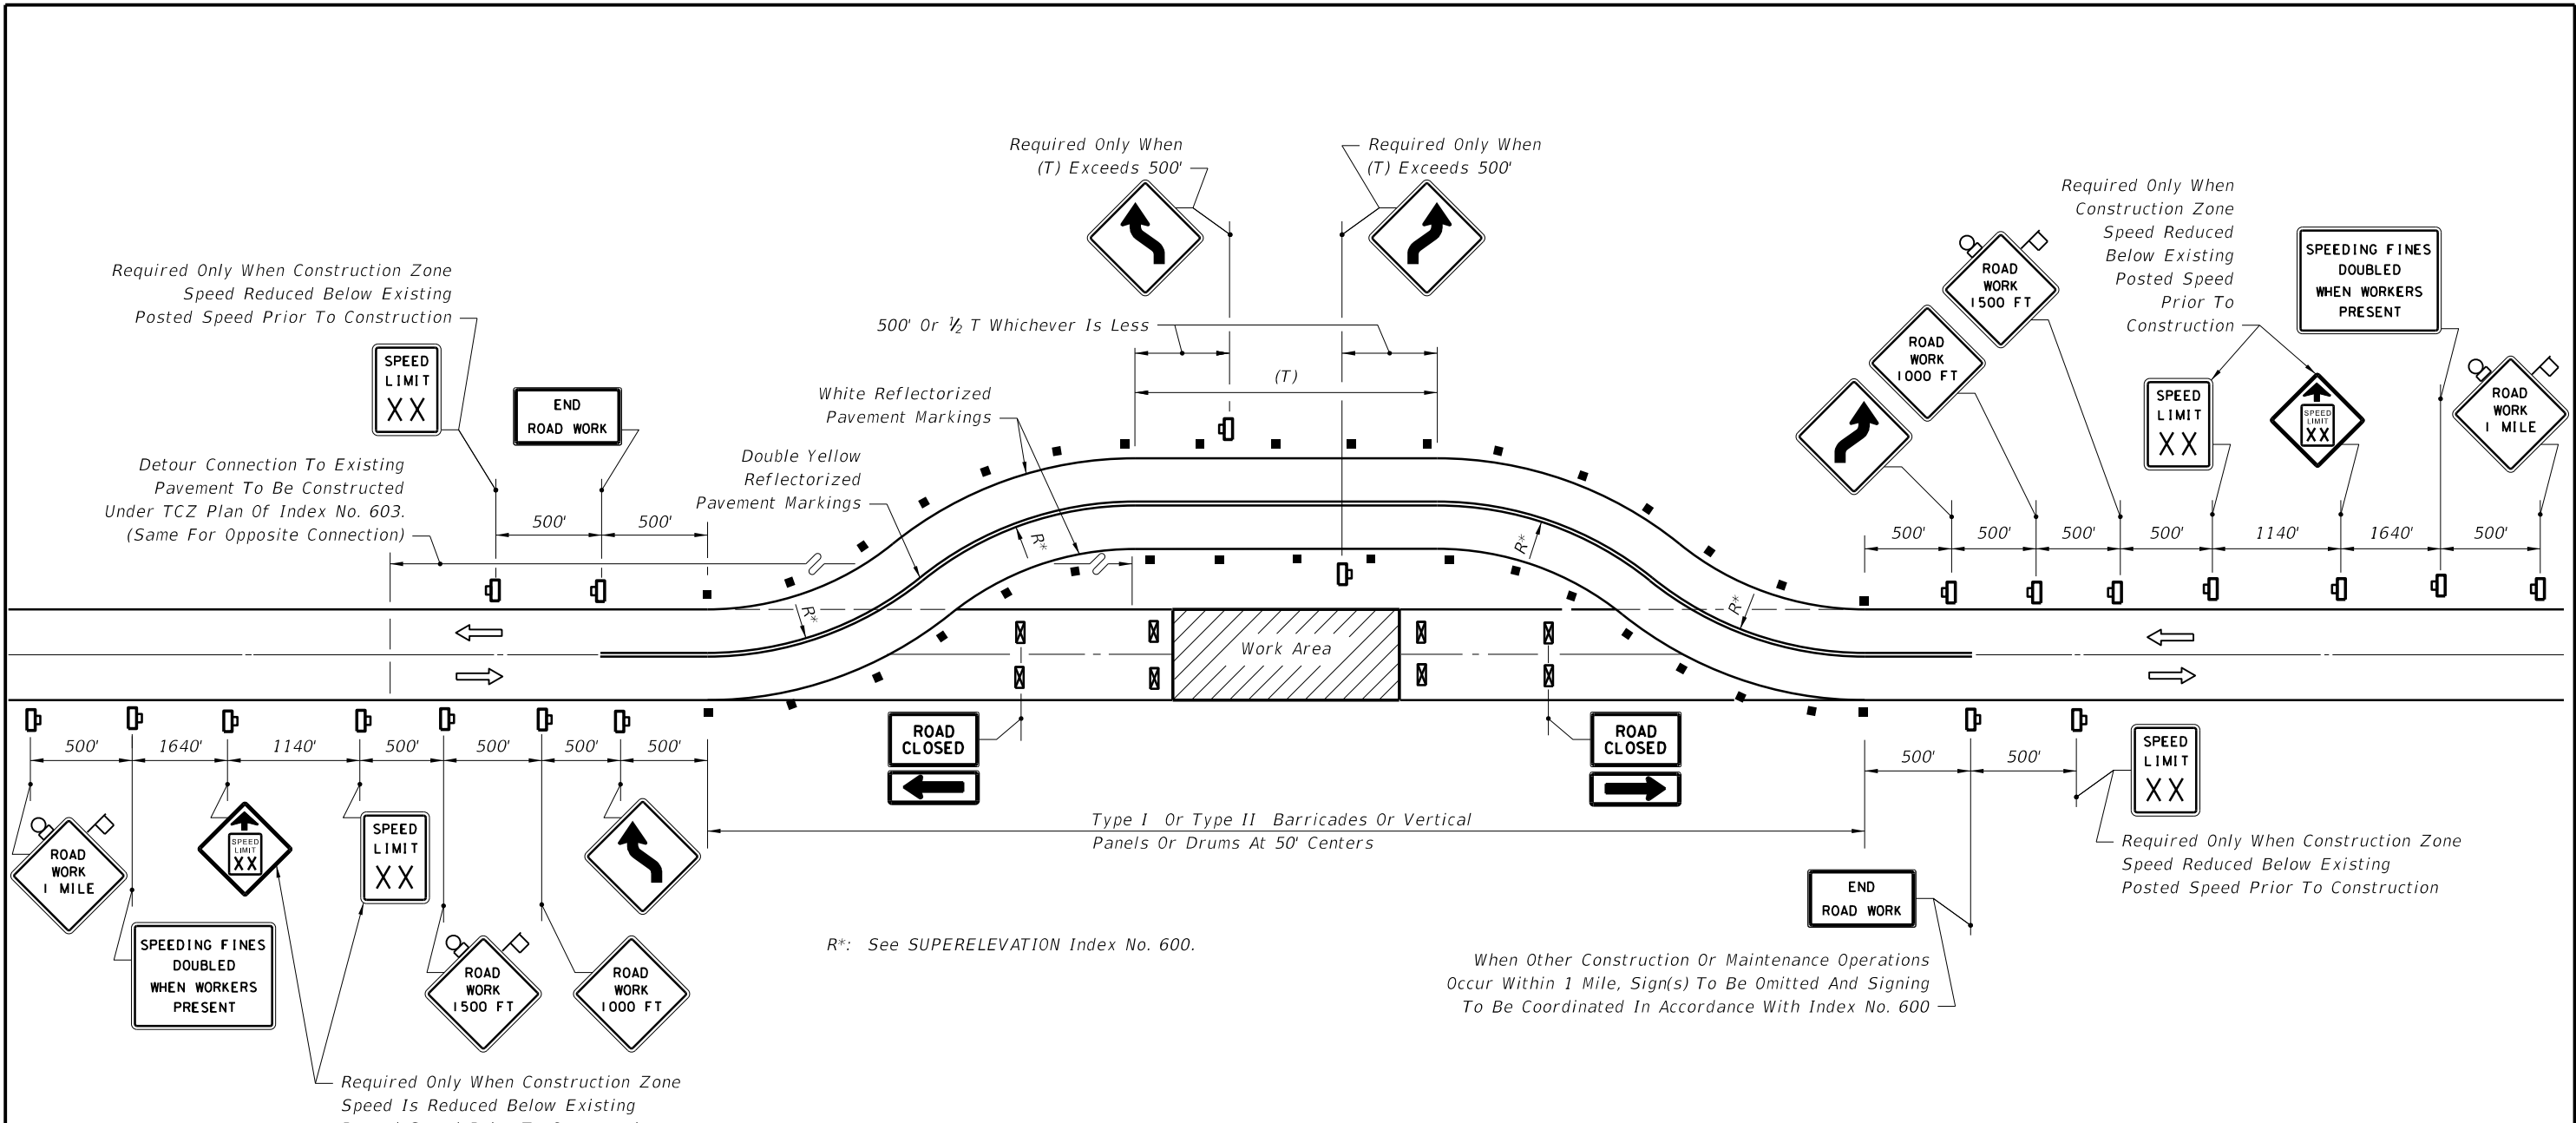 Required Only When
(T) Exceeds 500'
Required Only When
(T) Exceeds 500'
Required Only When
Construction Zone
Speed Reduced
Below Existing
Posted Speed
Prior To
Construction
ROAD
WORK
1500 FT
SPEEDING FINES
DOUBLED
WHEN WORKERS
PRESENT
Required Only When Construction Zone
Speed Reduced Below Existing
Posted Speed Prior To Construction
500' Or ½ T Whichever Is Less
ROAD
WORK
1000 FT
SPEED
LIMIT
XX
END
ROAD WORK
(T)
White Reflectorized
Pavement Markings
SPEED
LIMIT
XX
SPEED
LIMIT
XX
ROAD
WORK
1 MILE
Detour Connection To Existing
Pavement To Be Constructed
Under TCZ Plan Of Index No. 603.
(Same For Opposite Connection)
Double Yellow
Reflectorized
Pavement Markings
500' 500'
500' 500' 500' 500' 1140' 1640' 500'
R* R*
R* R*
Work Area
500' 1640' 1140' 500' 500' 500' 500'
ROAD
CLOSED
ROAD
CLOSED
500' 500'
SPEED
LIMIT
XX
Type I Or Type II Barricades Or Vertical
Panels Or Drums At 50' Centers
ROAD
WORK
1 MILE
SPEED
LIMIT
XX
SPEED
LIMIT
XX
Required Only When Construction Zone
Speed Reduced Below Existing
Posted Speed Prior To Construction
END
ROAD WORK
SPEEDING FINES
DOUBLED
WHEN WORKERS
PRESENT
ROAD
WORK
1500 FT
ROAD
WORK
1000 FT
R*: See SUPERELEVATION Index No. 600.
When Other Construction Or Maintenance Operations
Occur Within 1 Mile, Sign(s) To Be Omitted And Signing
To Be Coordinated In Accordance With Index No. 600
Required Only When Construction Zone
Speed Is Reduced Below Existing